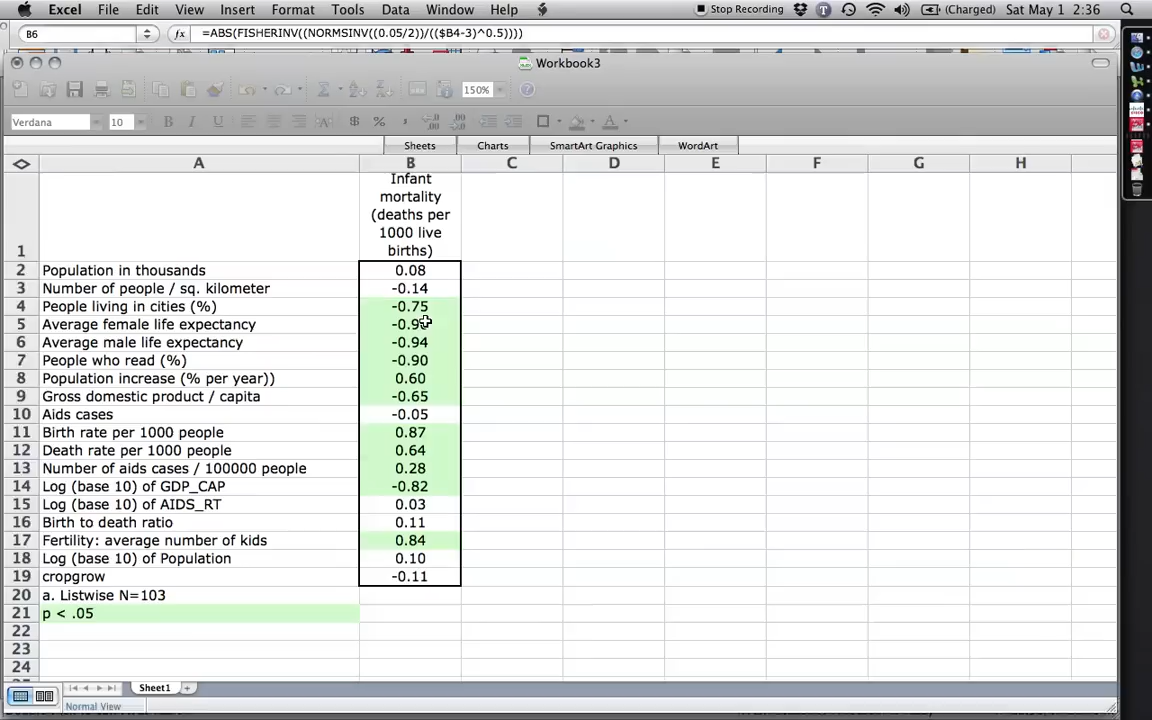 Excel File Edit View Insert Format Tools Data Window Help Stop Recording (Charged) Sat May 1 2:36
B6 fx =ABS(FISHERINV((NORMSINV((0.05/2))/(($B4-3)^0.5))))
Workbook3
150%
Verdana 10 B I U $ %
Sheets Charts SmartArt Graphics WordArt
A B C D E F G H
1 Infant
mortality
(deaths per
1000 live
births)
2 Population in thousands 0.08
3 Number of people / sq. kilometer -0.14
4 People living in cities (%) -0.75
5 Average female life expectancy
6 Average male life expectancy -0.94
7 People who read (%) -0.90
8 Population increase (% per year)) 0.60
9 Gross domestic product / capita -0.65
10 Aids cases -0.05
11 Birth rate per 1000 people 0.87
12 Death rate per 1000 people 0.64
13 Number of aids cases / 100000 people 0.28
14 Log (base 10) of GDP_CAP -0.82
15 Log (base 10) of AIDS_RT 0.03
16 Birth to death ratio 0.11
17 Fertility: average number of kids 0.84
18 Log (base 10) of Population 0.10
19 cropgrow -0.11
20 a. Listwise N=103
21 p < .05
22
23
24
Sheet1
Normal View